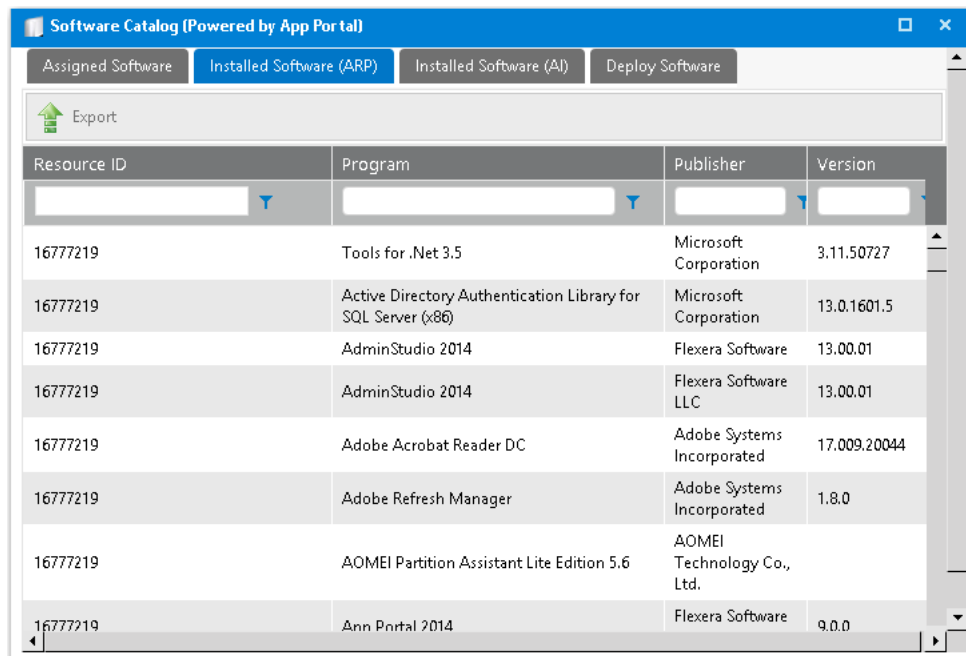 Software Catalog (Powered by App Portal)
Assigned Software Installed Software (ARP) Installed Software (AI) Deploy Software
Export
Resource ID Program Publisher Version
16777219 Tools for .Net 3.5 Microsoft Corporation 3.11.50727
16777219 Active Directory Authentication Library for SQL Server (x86) Microsoft Corporation 13.0.1601.5
16777219 AdminStudio 2014 Flexera Software 13.00.01
16777219 AdminStudio 2014 Flexera Software LLC 13.00.01
16777219 Adobe Acrobat Reader DC Adobe Systems Incorporated 17.009.20044
16777219 Adobe Refresh Manager Adobe Systems Incorporated 1.8.0
16777219 AOMEI Partition Assistant Lite Edition 5.6 AOMEI Technology Co., Ltd.
16777219 App Portal 2014 Flexera Software 9.0.0